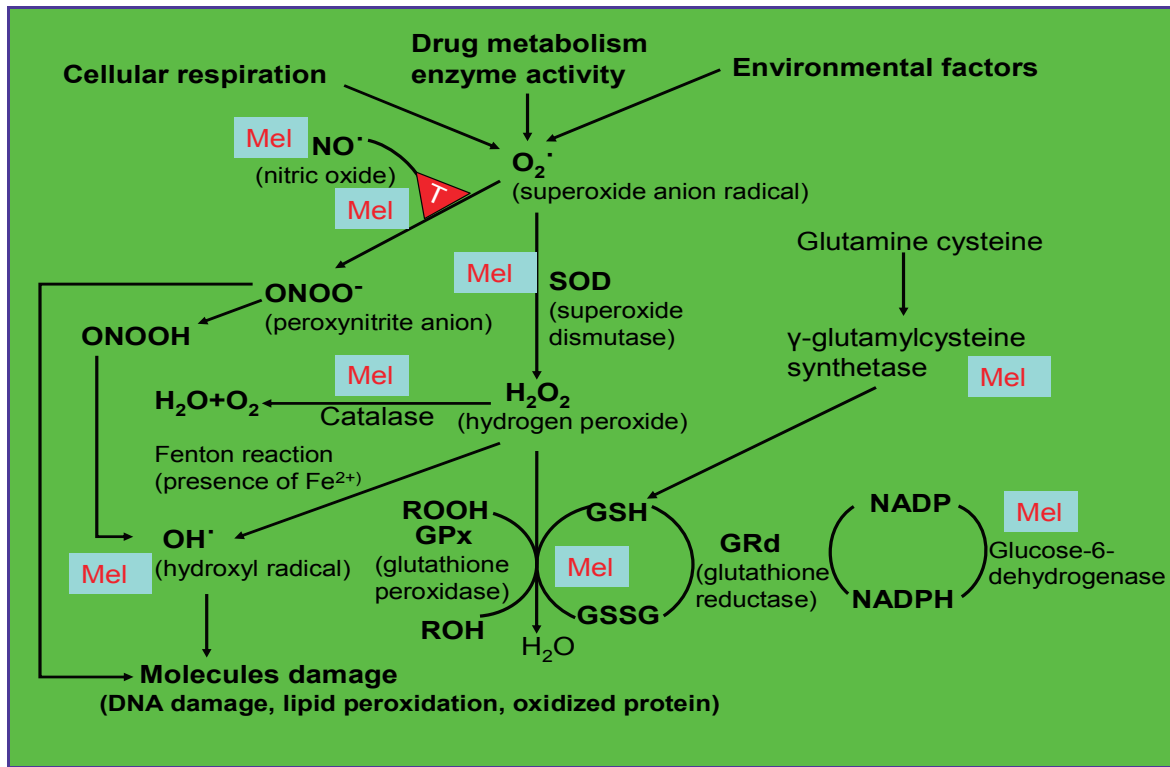 Drug metabolism
enzyme activity
Cellular respiration
Environmental factors
Mel
NO˙
(nitric oxide)
T
Mel
O₂˙
(superoxide anion radical)
Glutamine cysteine
Mel
SOD
(superoxide
dismutase)
ONOO⁻
(peroxynitrite anion)
ONOOH
γ-glutamylcysteine
synthetase
Mel
Mel
H₂O+O₂
Catalase
H₂O₂
(hydrogen peroxide)
Fenton reaction
(presence of Fe²⁺)
OH˙
(hydroxyl radical)
Mel
ROOH
GPx
(glutathione
peroxidase)
ROH
Mel
GSH
GSSG
H₂O
GRd
(glutathione
reductase)
NADP
NADPH
Mel
Glucose-6-
dehydrogenase
Molecules damage
(DNA damage, lipid peroxidation, oxidized protein)